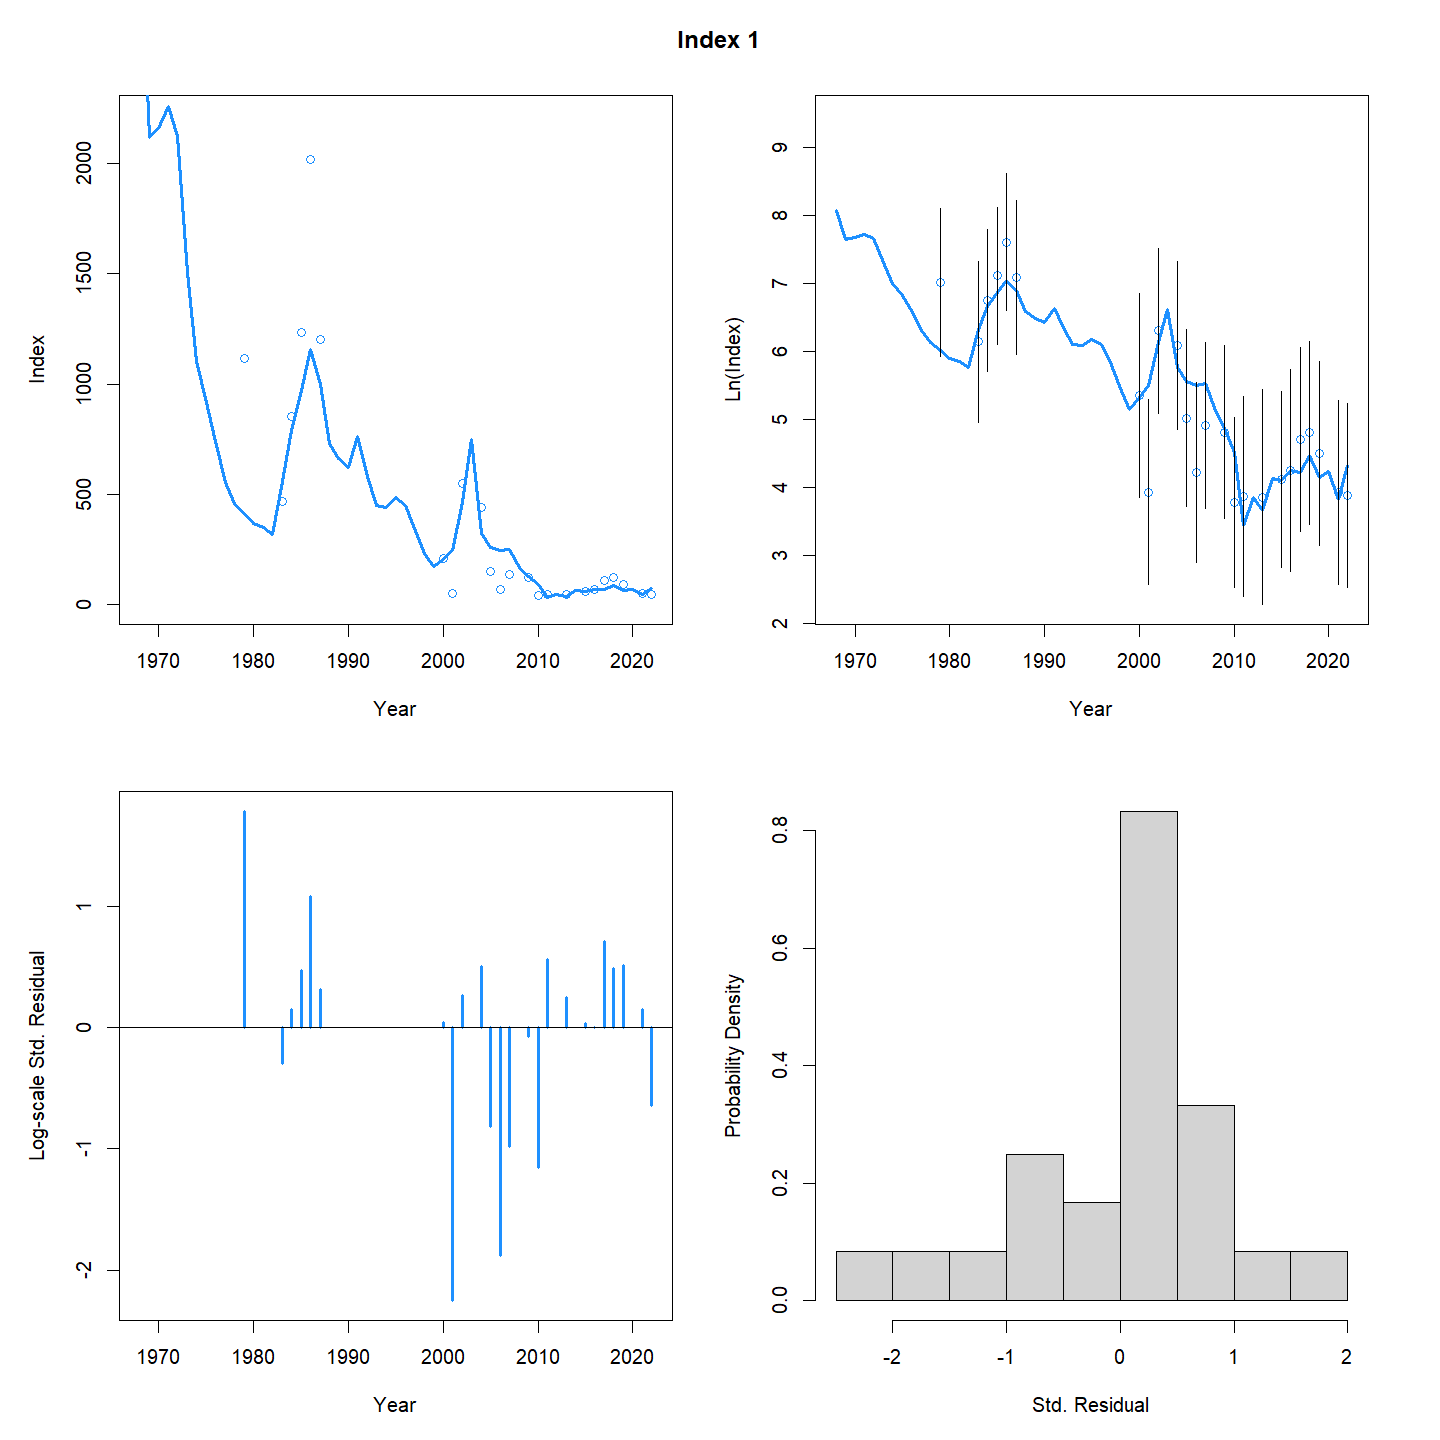 Index 1
Index
2000
1500
1000
500
0
1970 1980 1990 2000 2010 2020
Year
Ln(Index)
9
8
7
6
5
4
3
2
1970 1980 1990 2000 2010 2020
Year
Log-scale Std. Residual
1
0
-1
-2
1970 1980 1990 2000 2010 2020
Year
Probability Density
0.8
0.6
0.4
0.2
0.0
-2 -1 0 1 2
Std. Residual